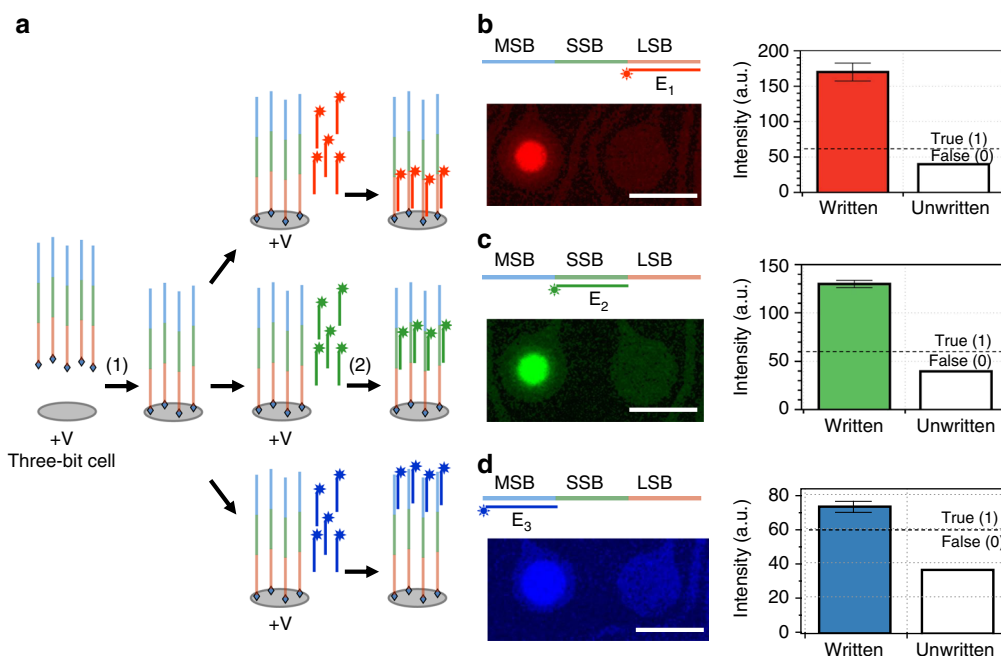 a
+V
(1)
+V
Three-bit cell
+V
(2)
+V
b
MSB SSB LSB
E1
Intensity (a.u.)
200
150
100
50
0
True (1)
False (0)
Written Unwritten
c
MSB SSB LSB
E2
Intensity (a.u.)
150
100
50
0
True (1)
False (0)
Written Unwritten
d
MSB SSB LSB
E3
Intensity (a.u.)
80
60
40
20
0
True (1)
False (0)
Written Unwritten